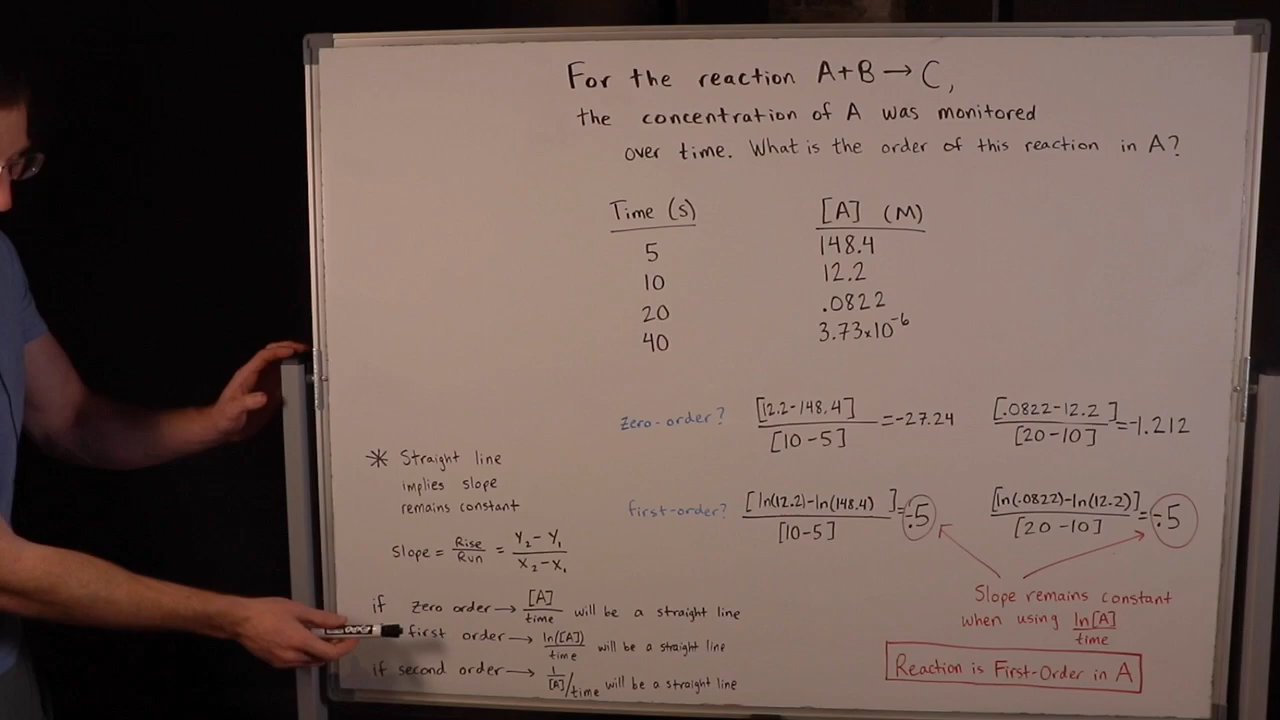 For the reaction A+B → C,
the concentration of A was monitored
over time. What is the order of this reaction in A?
Time (s) [A] (M)
5 148.4
10 12.2
20 .0822
40 3.73x10⁻⁶
Zero-order? [12.2-148.4] / [10-5] = -27.24 [.0822-12.2] / [20-10] = -1.212
first-order? [ln(12.2)-ln(148.4)] / [10-5] = -.5 [ln(.0822)-ln(12.2)] / [20-10] = -.5
* Straight line
implies slope
remains constant
Slope = Rise/Run = Y₂-Y₁ / X₂-X₁
if Zero order → [A]/time will be a straight line
first order → ln([A])/time will be a straight line
if second order → 1/[A]/time will be a straight line
Slope remains constant
when using ln[A]/time
Reaction is First-Order in A